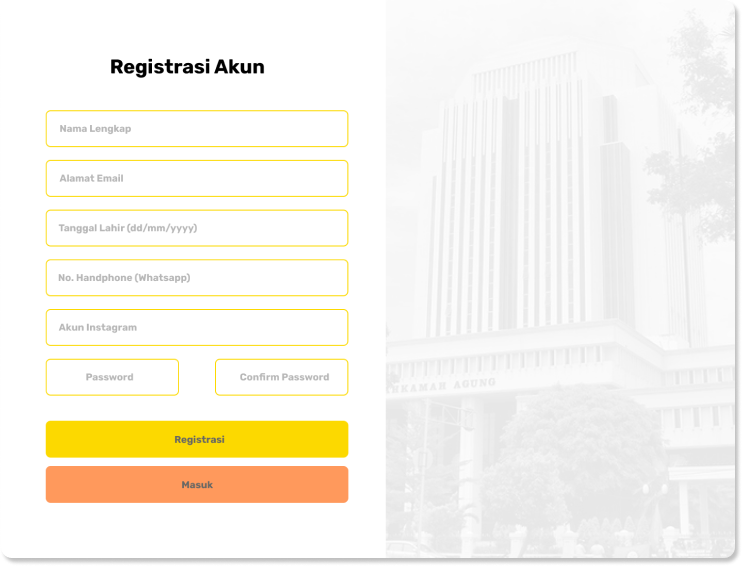 Registrasi Akun
Nama Lengkap
Alamat Email
Tanggal Lahir (dd/mm/yyyy)
No. Handphone (Whatsapp)
Akun Instagram
Password
Confirm Password
Registrasi
Masuk
NKAMAH AGUNG